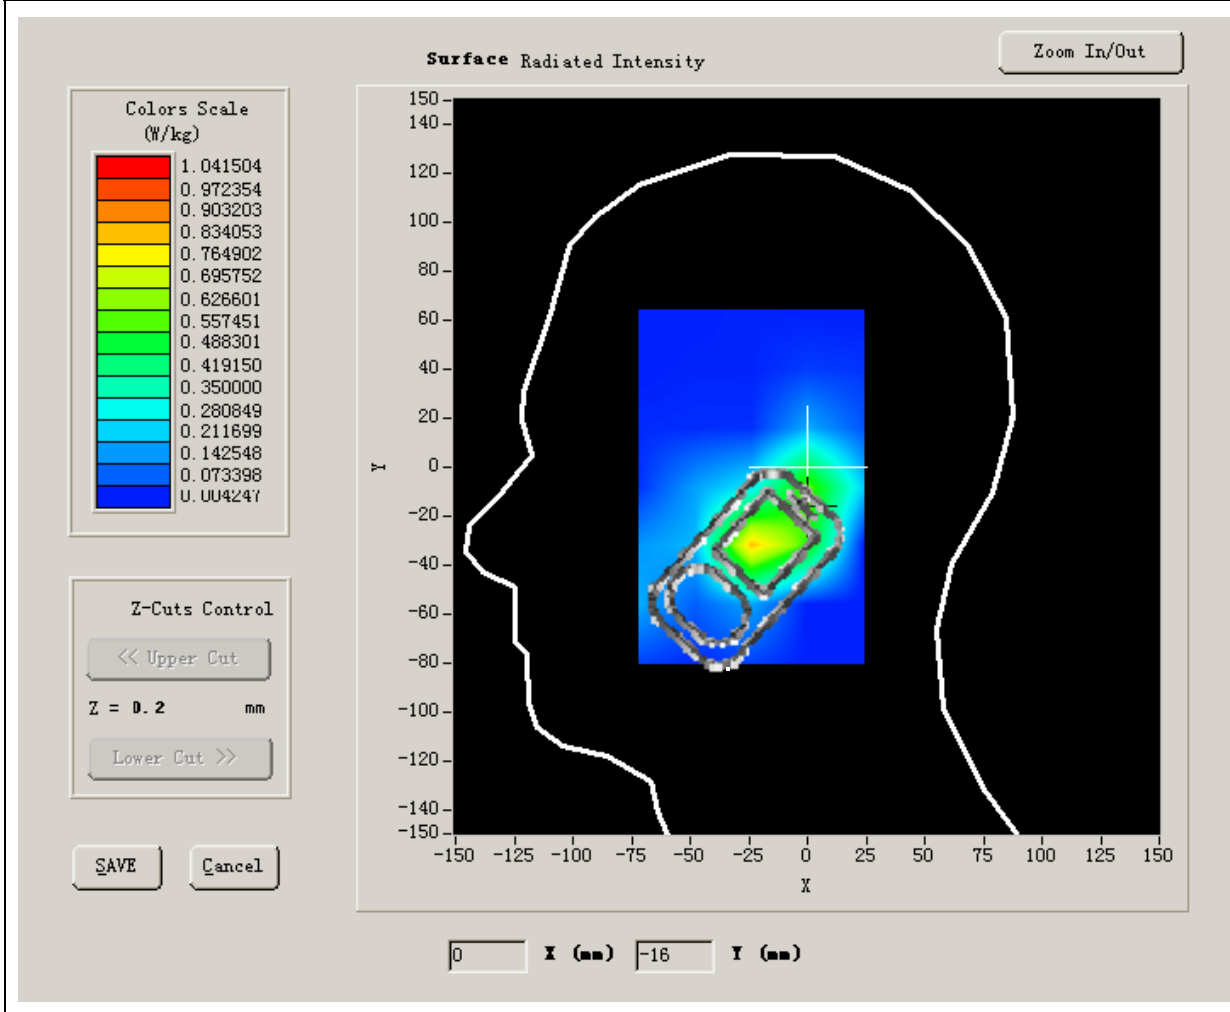 Surface Radiated Intensity
Zoom In/Out
Colors Scale
(W/kg)
1.041504
0.972354
0.903203
0.834053
0.764902
0.695752
0.626601
0.557451
0.488301
0.419150
0.350000
0.280849
0.211699
0.142548
0.073398
0.004247
Z-Cuts Control
<< Upper Cut
Z = 0.2 mm
Lower Cut >>
SAVE Cancel
150
140
120
100
80
60
40
20
0
-20
-40
-60
-80
-100
-120
-140
-150
Y
-150 -125 -100 -75 -50 -25 0 25 50 75 100 125 150
X
0 X (mm) -16 Y (mm)